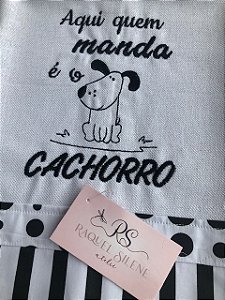 Aqui quem
manda
é o
CACHORRO
RS
RAQUEL SILENE
ateliê